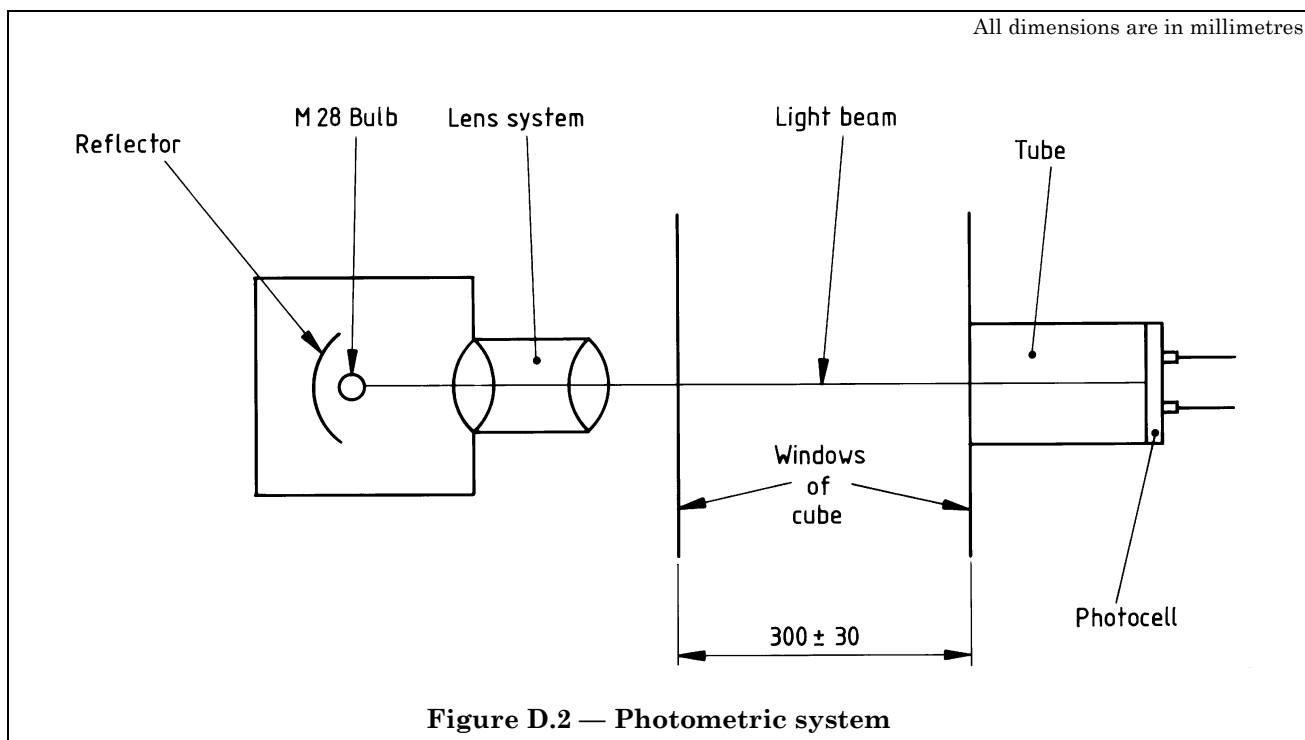 All dimensions are in millimetres
M 28 Bulb
Lens system
Light beam
Reflector
Tube
Windows
of
cube
Photocell
300 ± 30
Figure D.2 — Photometric system